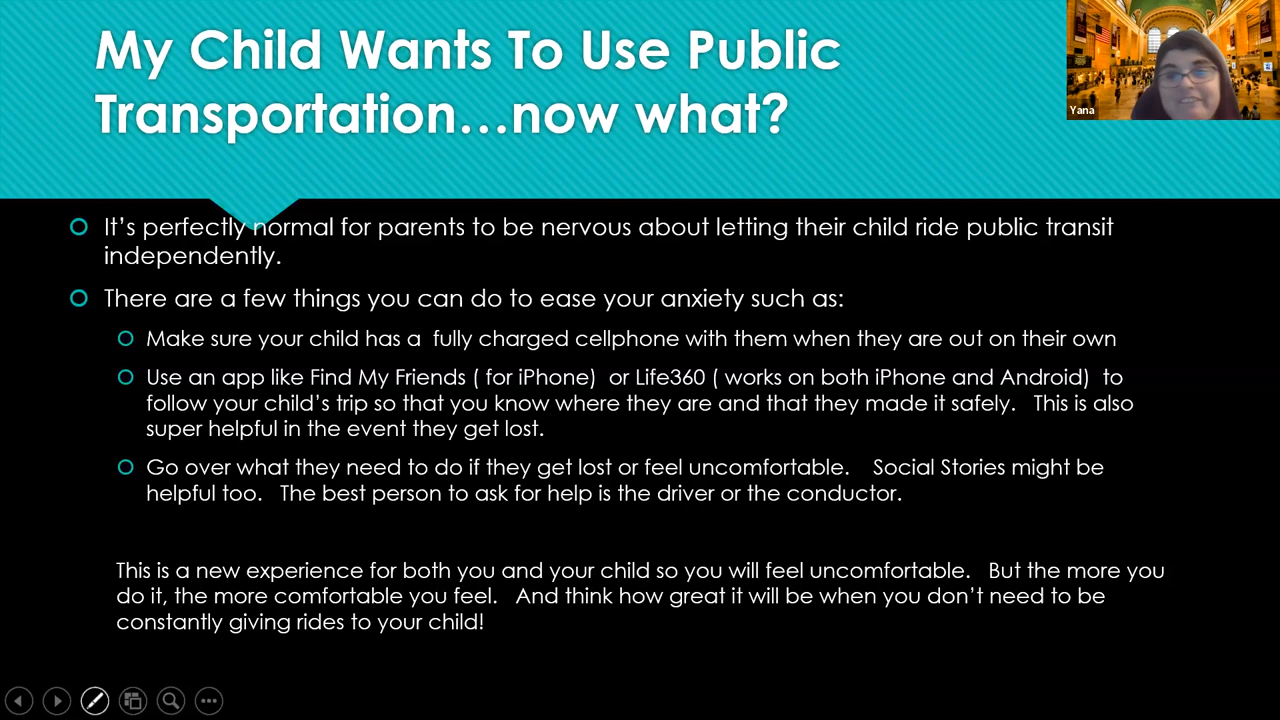 My Child Wants To Use Public
Transportation...now what?
Yana
It's perfectly normal for parents to be nervous about letting their child ride public transit
independently.
There are a few things you can do to ease your anxiety such as:
Make sure your child has a  fully charged cellphone with them when they are out on their own
Use an app like Find My Friends ( for iPhone)  or Life360 ( works on both iPhone and Android)  to
follow your child's trip so that you know where they are and that they made it safely.   This is also
super helpful in the event they get lost.
Go over what they need to do if they get lost or feel uncomfortable.    Social Stories might be
helpful too.   The best person to ask for help is the driver or the conductor.
This is a new experience for both you and your child so you will feel uncomfortable.   But the more you
do it, the more comfortable you feel.   And think how great it will be when you don't need to be
constantly giving rides to your child!